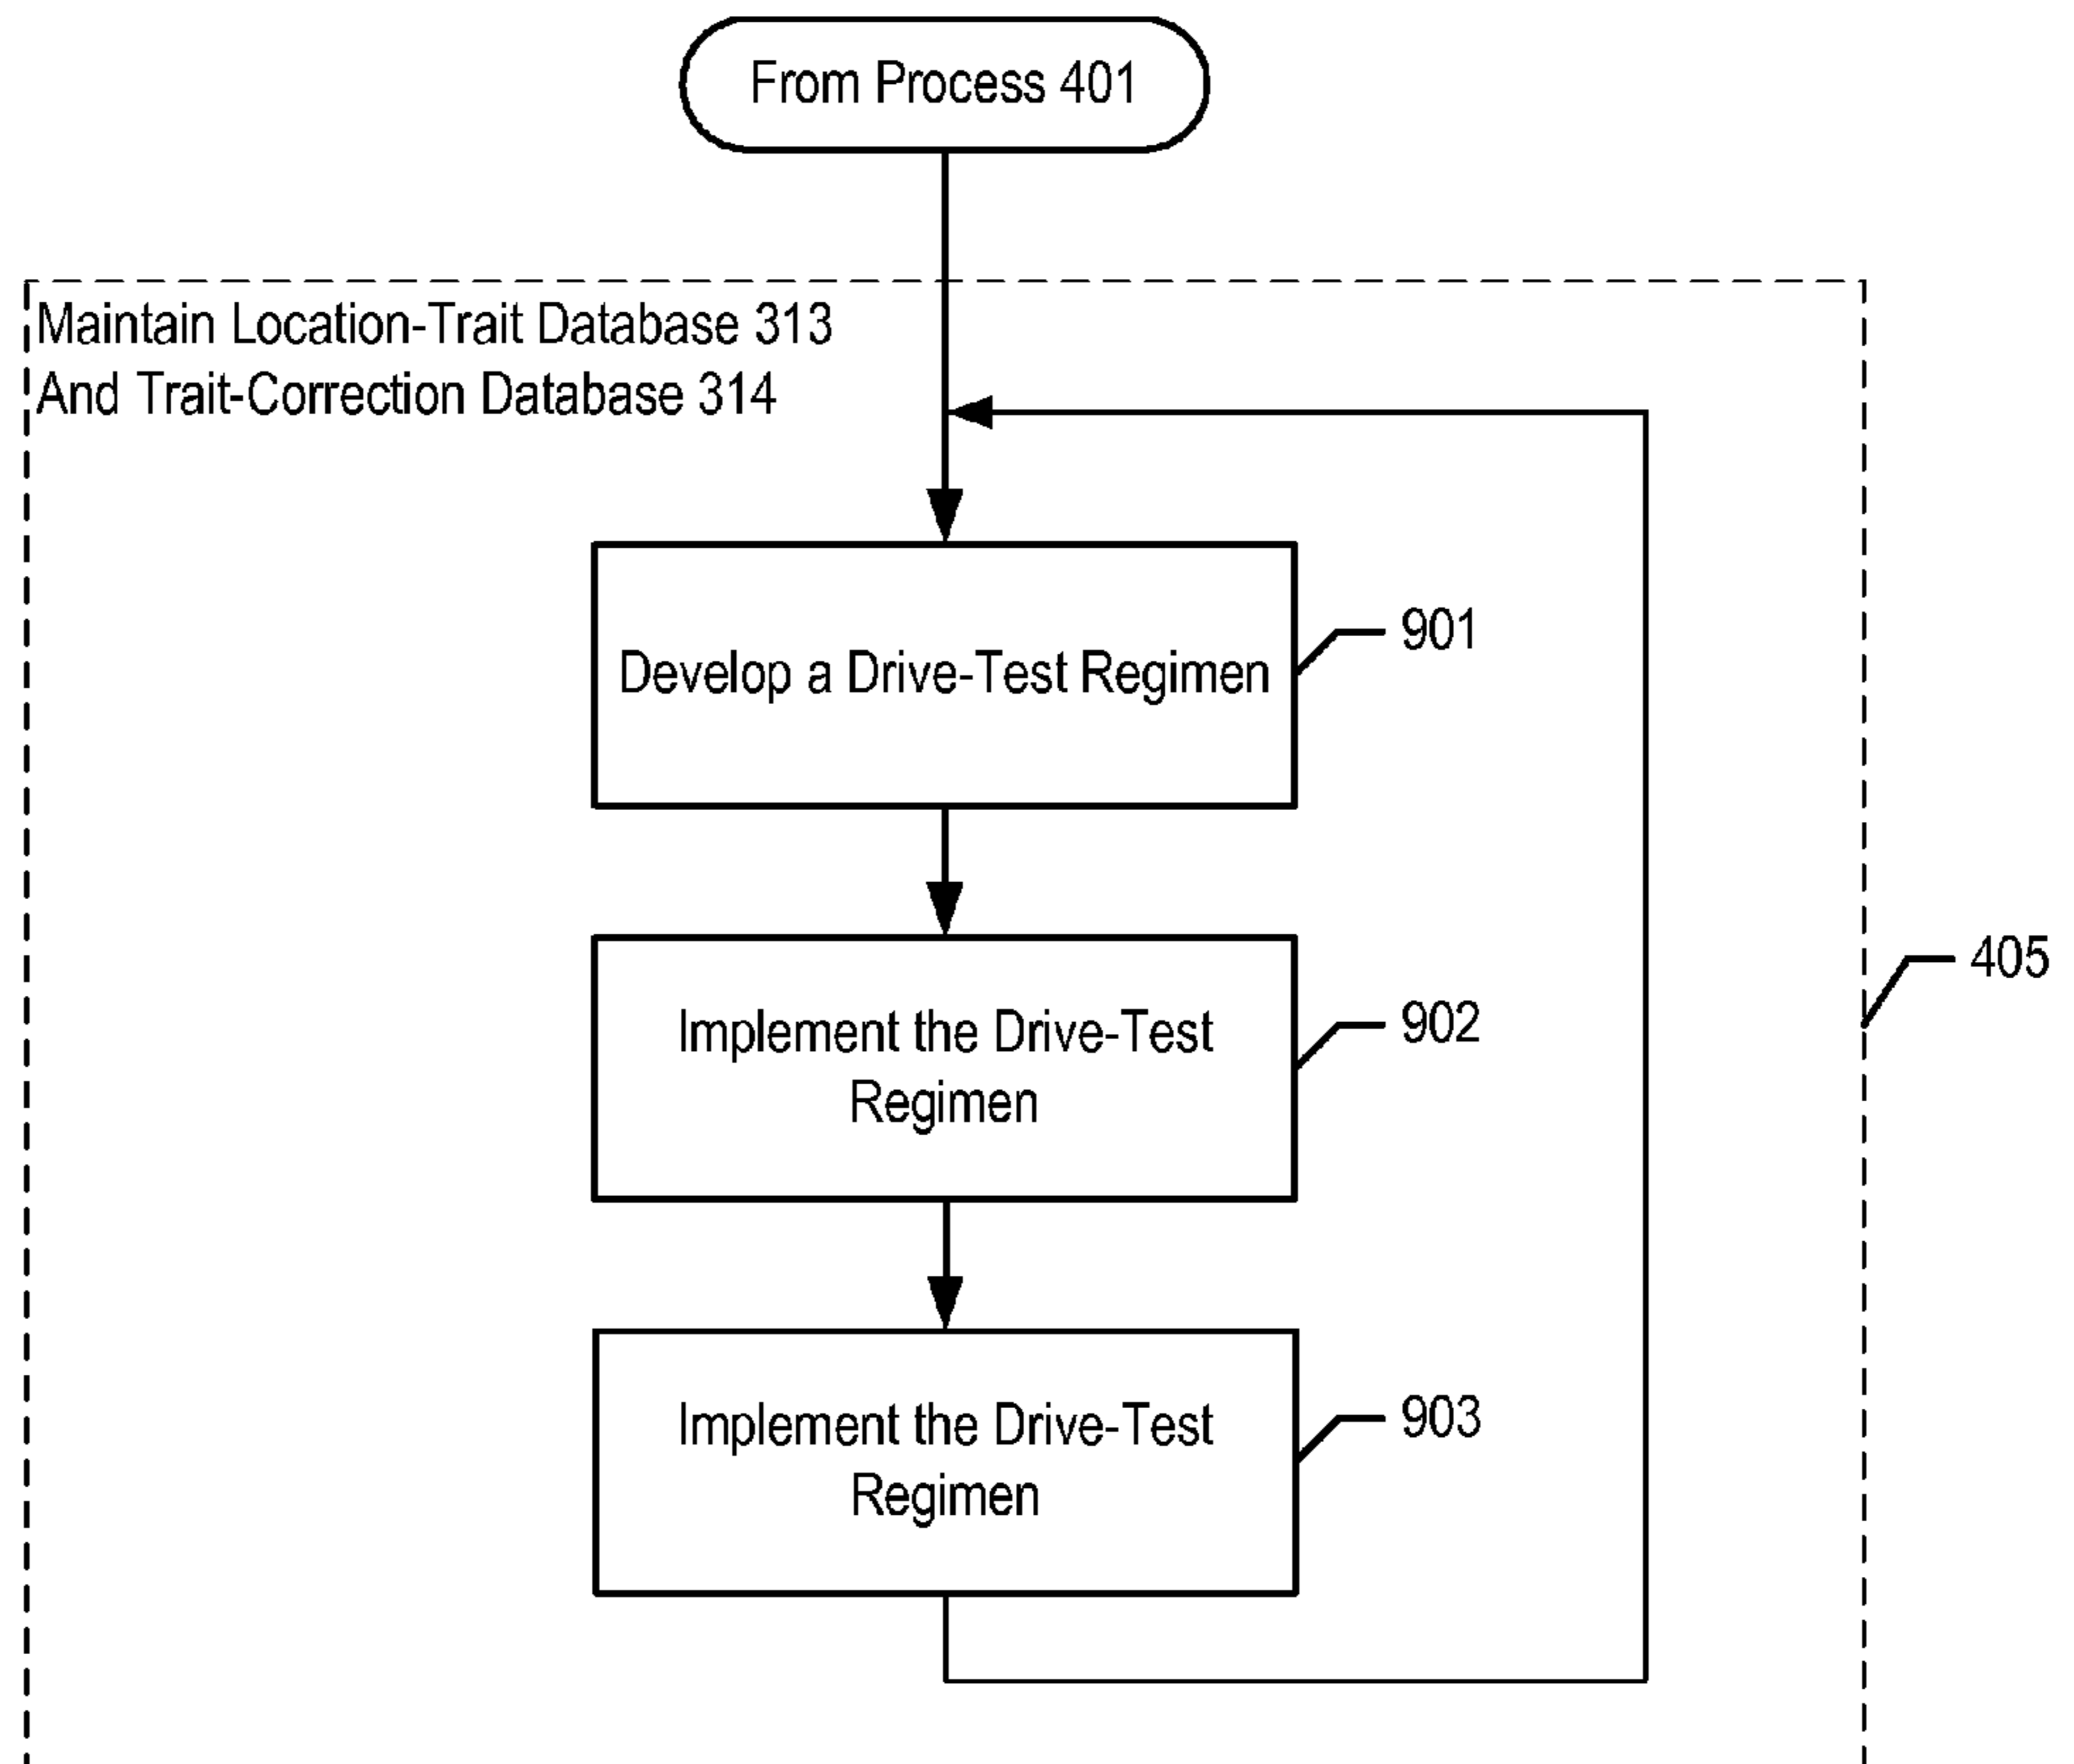 From Process 401
Maintain Location-Trait Database 313
And Trait-Correction Database 314
Develop a Drive-Test Regimen
901
Implement the Drive-Test
Regimen
902
405
Implement the Drive-Test
Regimen
903